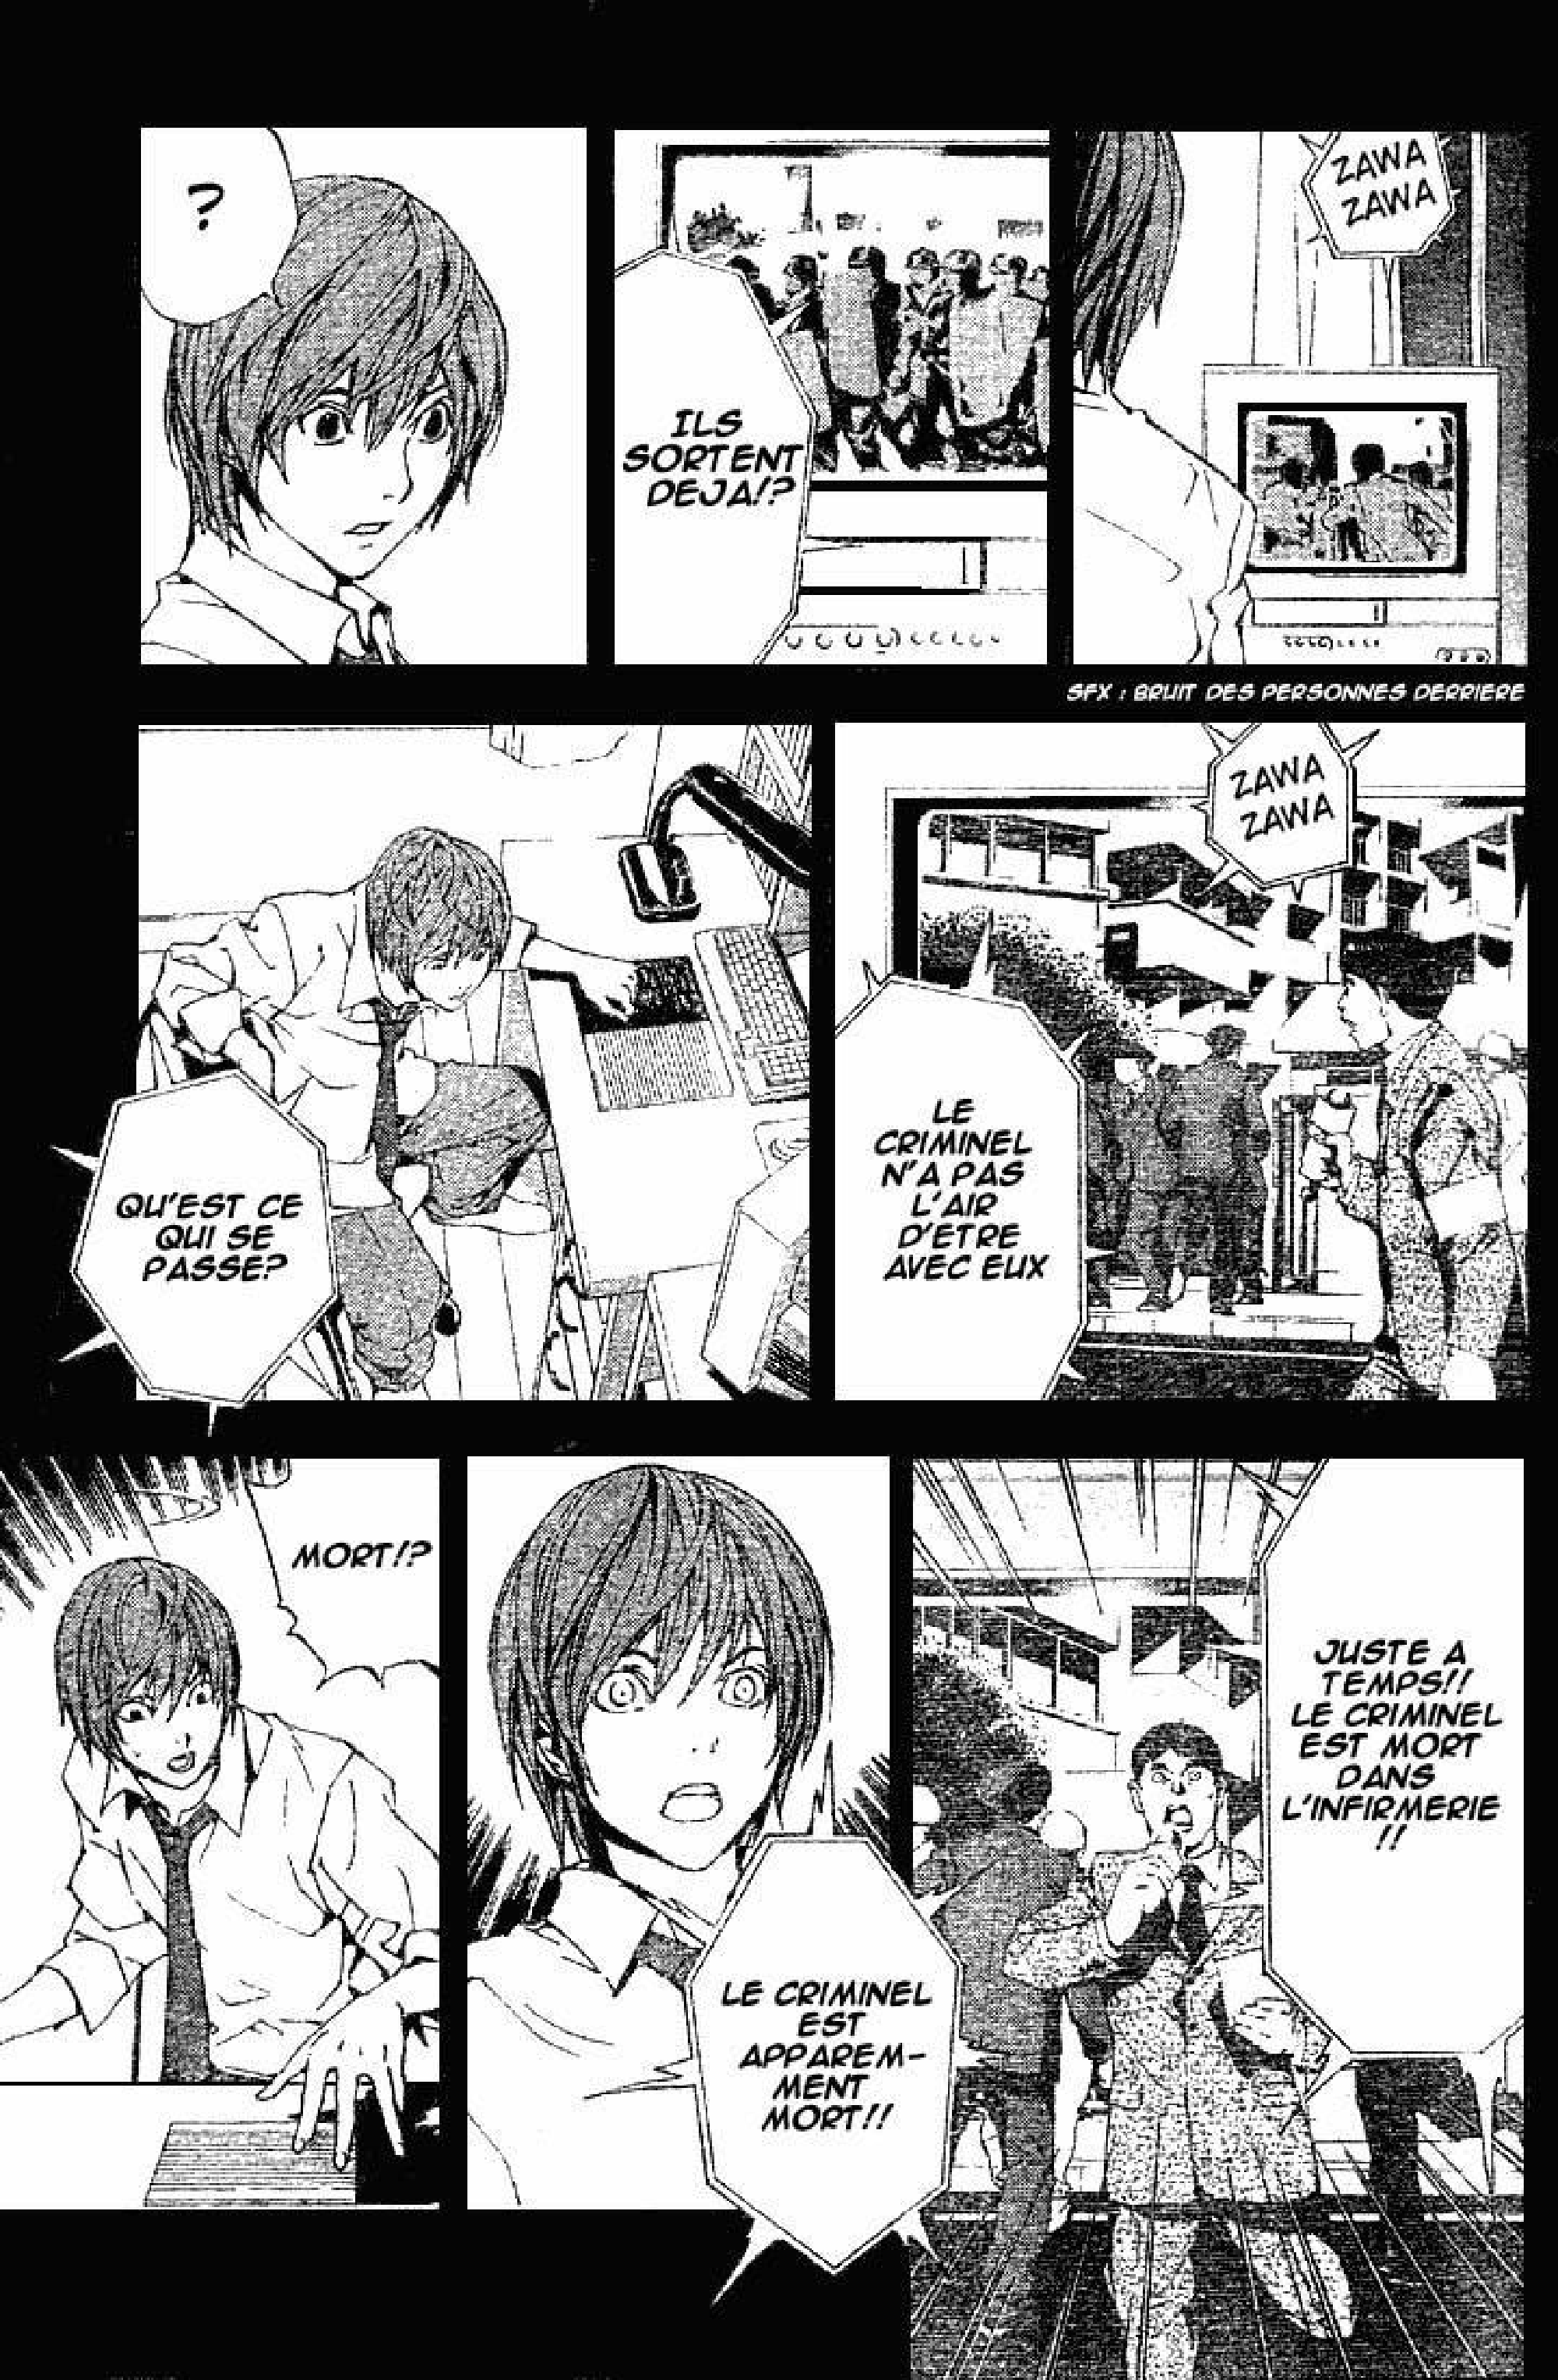 ZAWA
ZAWA
ILS
SORTENT
DEJA!?
?
SFX : BRUIT DES PERSONNES DERRIERE
ZAWA
ZAWA
LE
CRIMINEL
N'A PAS
L'AIR
D'ETRE
AVEC EUX
QU'EST CE
QUI SE
PASSE?
JUSTE A
TEMPS!!
LE CRIMINEL
EST MORT
DANS
L'INFIRMERIE
!!
LE CRIMINEL
EST
APPAREM-
MENT
MORT!!
MORT!?